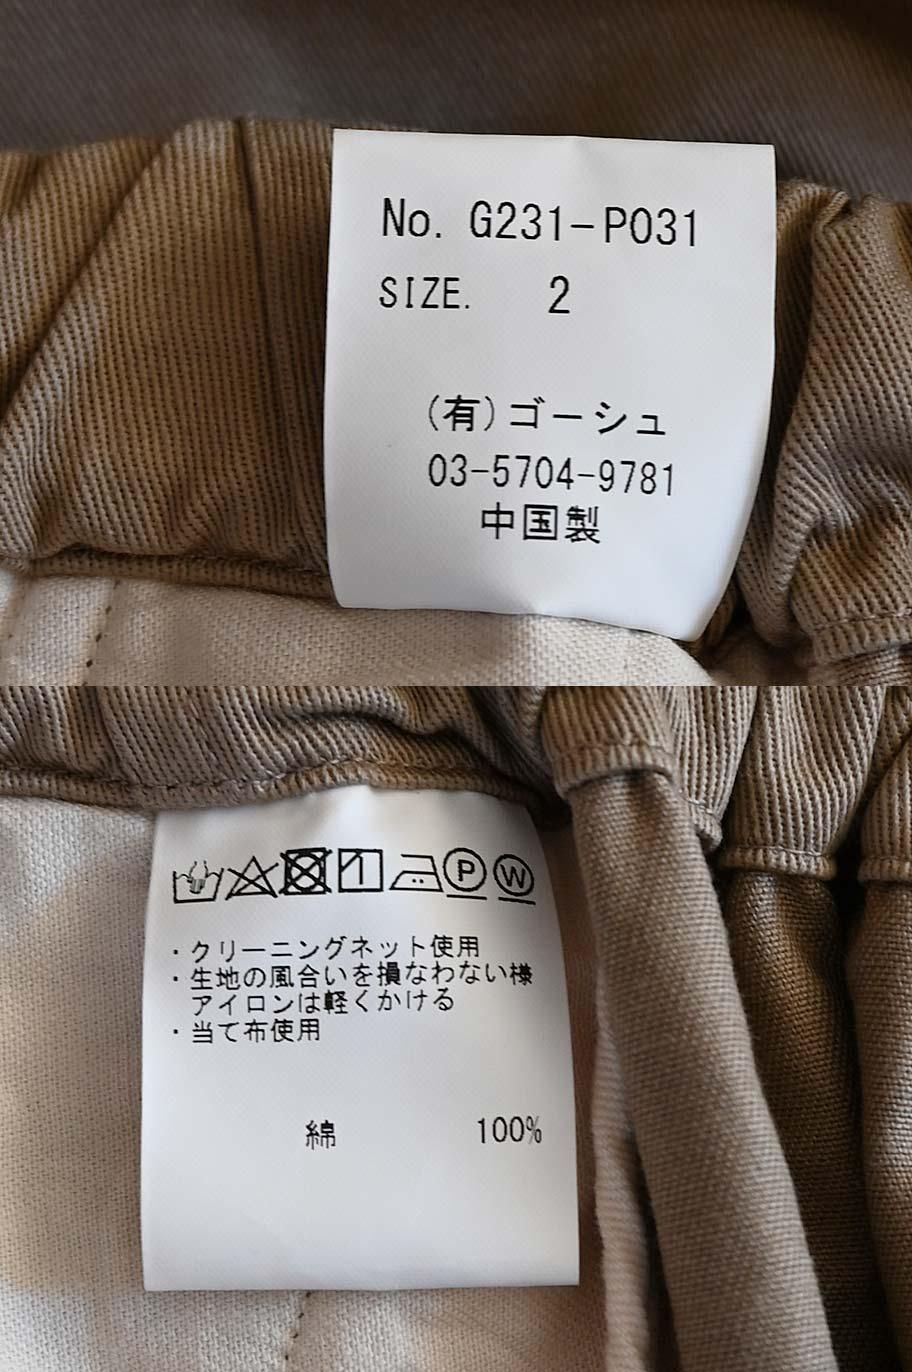 No. G231-P031
SIZE. 2
(有)ゴーシュ
03-5704-9781
中国製
P W
・クリーニングネット使用
・生地の風合いを損なわない様
アイロンは軽くかける
・当て布使用
綿 100%